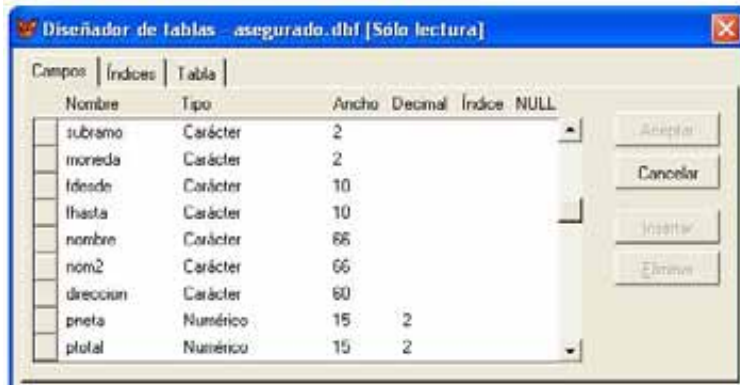 Diseñador de tablas - asegurado.dbf [Sólo lectura]
Campos Índices Tabla
Nombre Tipo Ancho Decimal Índice NULL
subramo Carácter 2
moneda Carácter 2
fdesde Carácter 10
fhasta Carácter 10
nombre Carácter 66
nom2 Carácter 66
direccion Carácter 60
pneta Numérico 15 2
ptotal Numérico 15 2
Aceptar
Cancelar
Insertar
Eliminar